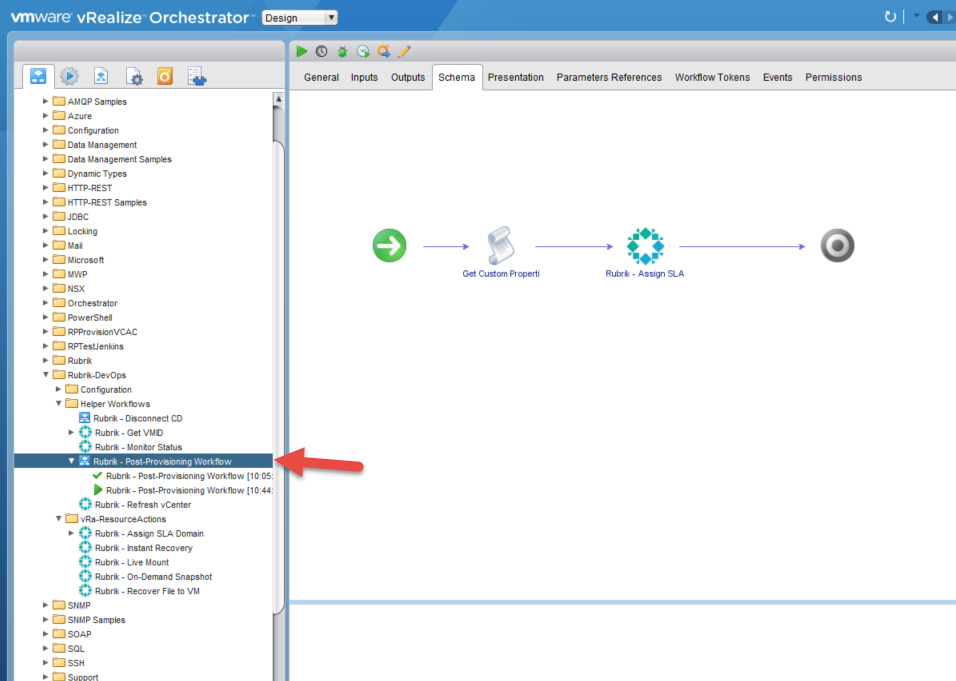 vmware vRealize Orchestrator Design
General Inputs Outputs Schema Presentation Parameters References Workflow Tokens Events Permissions
AMQP Samples
Azure
Configuration
Data Management
Data Management Samples
Dynamic Types
HTTP-REST
HTTP-REST Samples
JDBC
Locking
Mail
Microsoft
MWP
NSX
Orchestrator
PowerShell
RPProvisionVCAC
RPTestJenkins
Rubrik
Rubrik-DevOps
Configuration
Helper Workflows
Rubrik - Disconnect CD
Rubrik - Get VMID
Rubrik - Monitor Status
Rubrik - Post-Provisioning Workflow
Rubrik - Post-Provisioning Workflow [10:05:
Rubrik - Post-Provisioning Workflow [10:44:
Rubrik - Refresh vCenter
vRa-ResourceActions
Rubrik - Assign SLA Domain
Rubrik - Instant Recovery
Rubrik - Live Mount
Rubrik - On-Demand Snapshot
Rubrik - Recover File to VM
SNMP
SNMP Samples
SOAP
SQL
SSH
Support
Get Custom Properti
Rubrik - Assign SLA